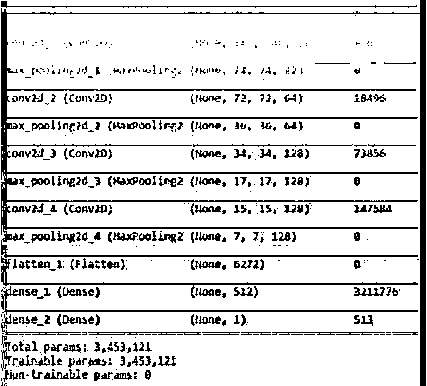 max_pooling2d_1 (MaxPooling2 (None, 74, 74, 32) 0
conv2d_2 (Conv2D) (None, 72, 72, 64) 18496
max_pooling2d_2 (MaxPooling2 (None, 36, 36, 64) 0
conv2d_3 (Conv2D) (None, 34, 34, 128) 73856
max_pooling2d_3 (MaxPooling2 (None, 17, 17, 128) 0
conv2d_4 (Conv2D) (None, 15, 15, 128) 147584
max_pooling2d_4 (MaxPooling2 (None, 7, 7, 128) 0
flatten_1 (Flatten) (None, 6272) 0
dense_1 (Dense) (None, 512) 3211776
dense_2 (Dense) (None, 1) 513
Total params: 3,453,121
Trainable params: 3,453,121
Non-trainable params: 0